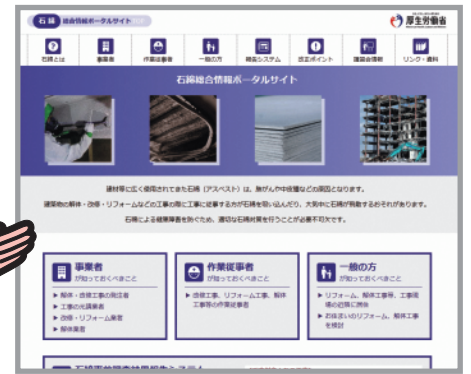 石綿 総合情報ポータルサイト
厚生労働省
石綿とは
事業者
作業従事者
一般の方
報告システム
改正ポイント
講習会情報
リンク・資料
石綿総合情報ポータルサイト
建材等に広く使用されてきた石綿（アスベスト）は、肺がんや中皮腫などの原因となります。
建築物の解体・改修・リフォームなどの工事の際に工事に従事する方が石綿を吸い込んだり、大気中に石綿が飛散するおそれがあります。
石綿による健康障害を防ぐため、適切な石綿対策を行うことが必要不可欠です。
事業者
が知っておくべきこと
▶ 解体・改修工事の発注者
▶ 工事の元請業者
▶ 改修・リフォーム業者
▶ 解体業者
作業従事者
が知っておくべきこと
▶ 改修工事、リフォーム工事、解体
工事等の作業従事者
一般の方
が知っておくべきこと
▶ リフォーム、解体工事等、工事現
場の近隣に居住
▶ お住まいのリフォーム、解体工事
を検討